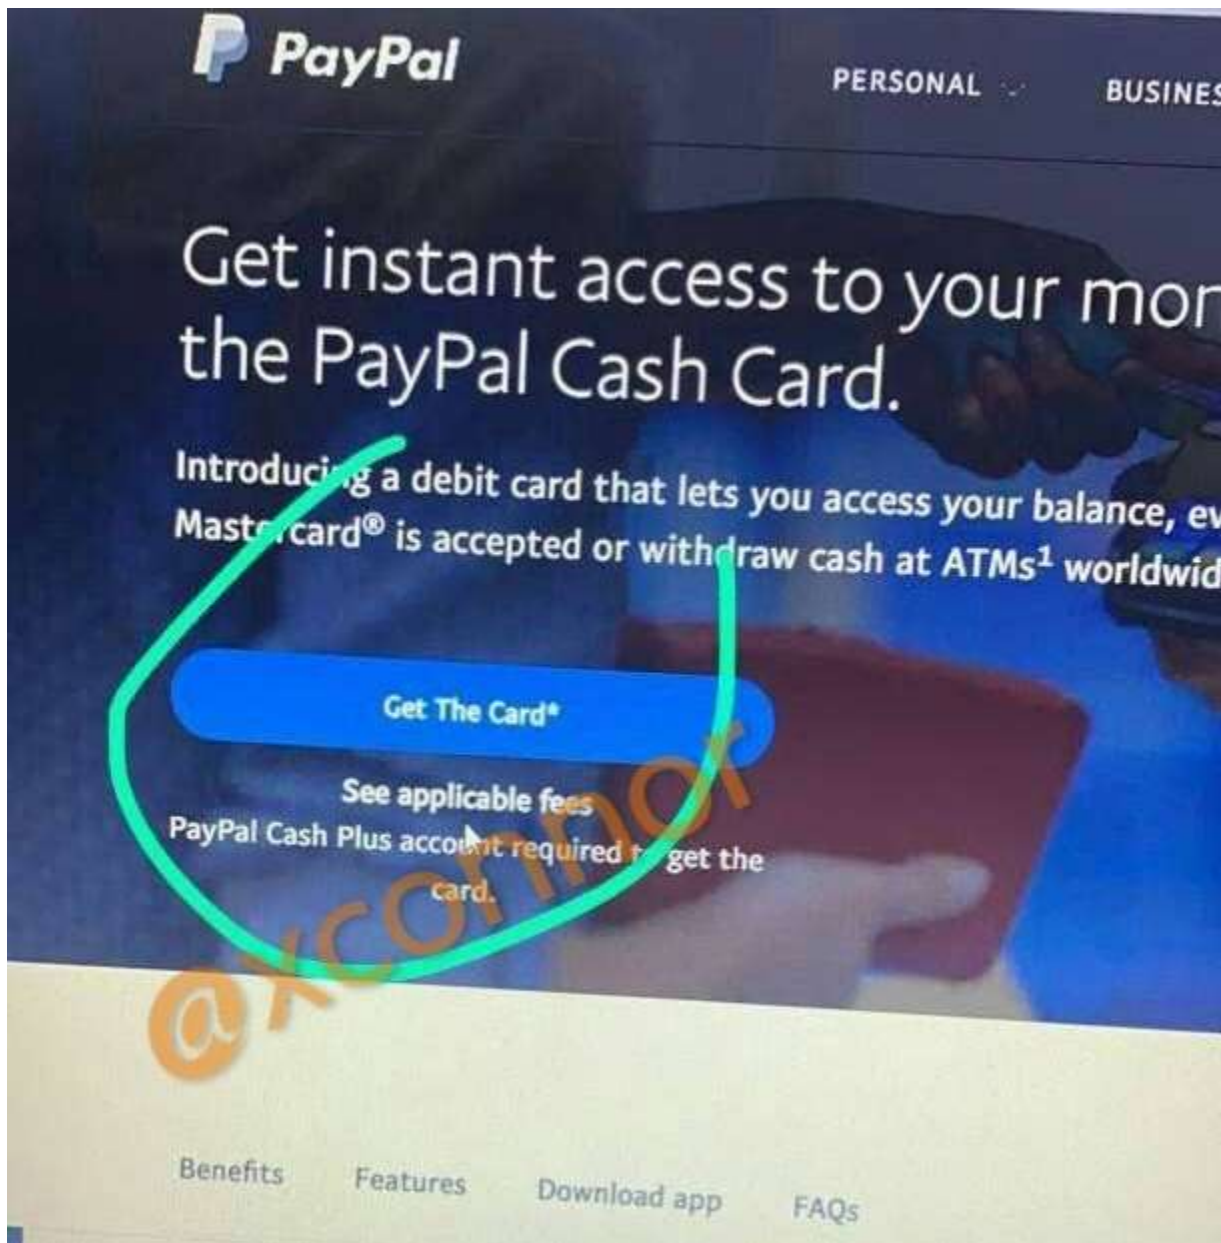 PayPal
PERSONAL
BUSINES
Get instant access to your mor
the PayPal Cash Card.
Introducing a debit card that lets you access your balance, ev
Mastercard® is accepted or withdraw cash at ATMs¹ worldwid
Get The Card*
See applicable fees
PayPal Cash Plus account required to get the
card.
@xconnor
Benefits
Features
Download app
FAQs